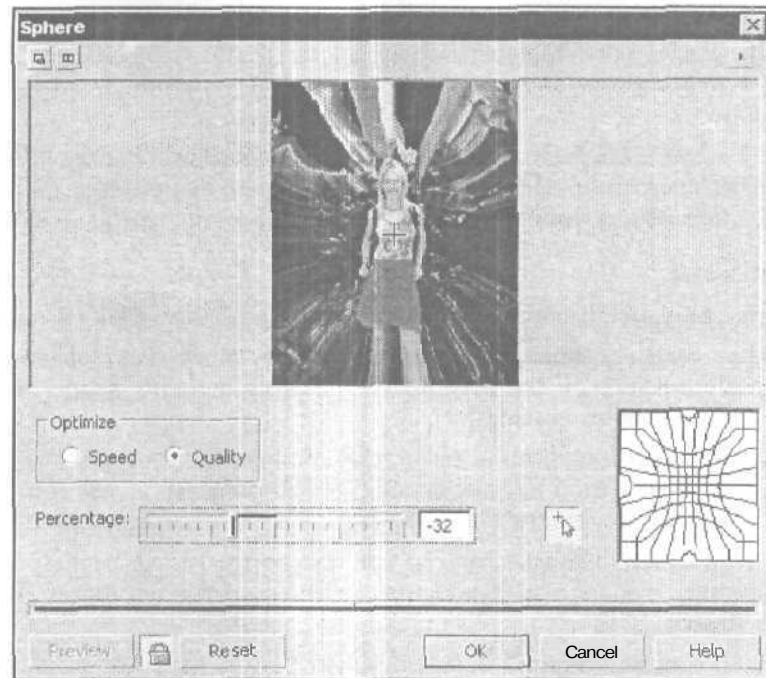 Sphere
Optimize
Speed
Quality
Percentage:
-32
Preview
Reset
OK
Cancel
Help